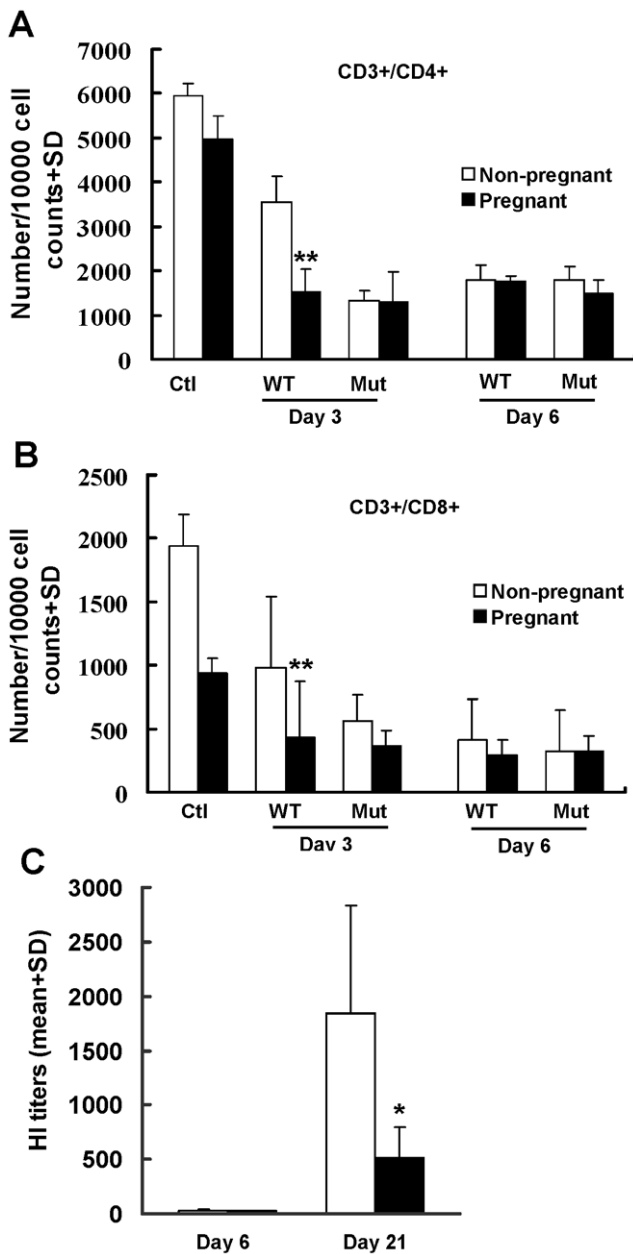 A
7000
6000
5000
4000
3000
2000
1000
0
Number/10000 cell
counts+SD
CD3+/CD4+
Non-pregnant
Pregnant
**
Ctl WT Mut WT Mut
Day 3 Day 6
B
2500
2000
1500
1000
500
0
Number/10000 cell
counts+SD
CD3+/CD8+
Non-pregnant
Pregnant
**
Ctl WT Mut WT Mut
Dav 3 Day 6
C
3000
2500
2000
1500
1000
500
0
HI titers (mean+SD)
*
Day 6 Day 21